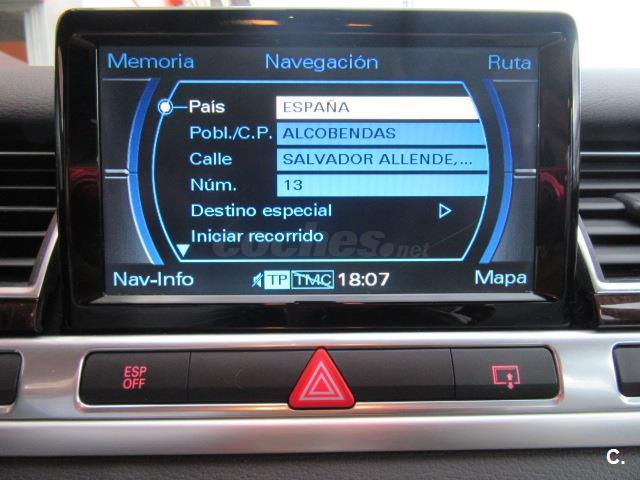 Memoria Navegación Ruta
País ESPAÑA
Pobl./C.P. ALCOBENDAS
Calle SALVADOR ALLENDE,...
Núm. 13
Destino especial
Iniciar recorrido
coches.net
Nav-Info TP TMC 18:07 Mapa
ESP
OFF
C.